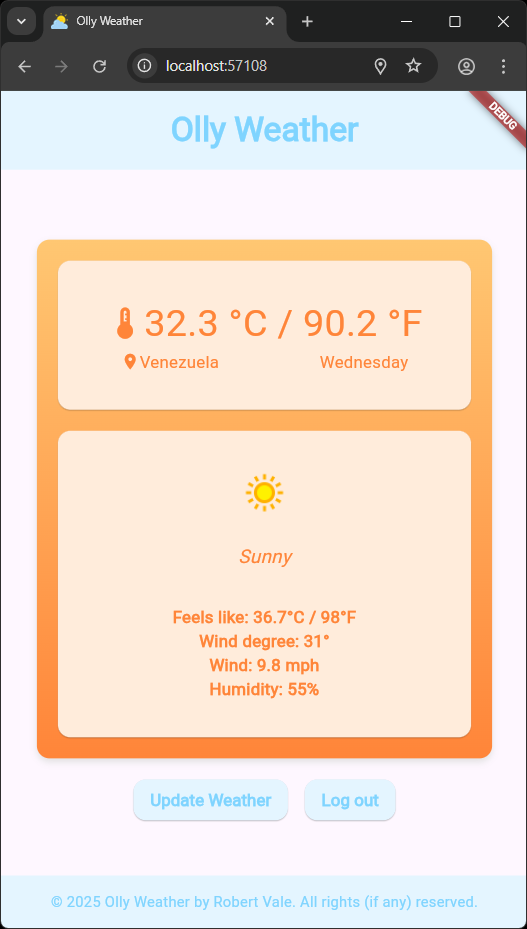 Olly Weather
localhost:57108
DEBUG
Olly Weather
32.3 °C / 90.2 °F
Venezuela Wednesday
Sunny
Feels like: 36.7°C / 98°F
Wind degree: 31°
Wind: 9.8 mph
Humidity: 55%
Update Weather Log out
© 2025 Olly Weather by Robert Vale. All rights (if any) reserved.